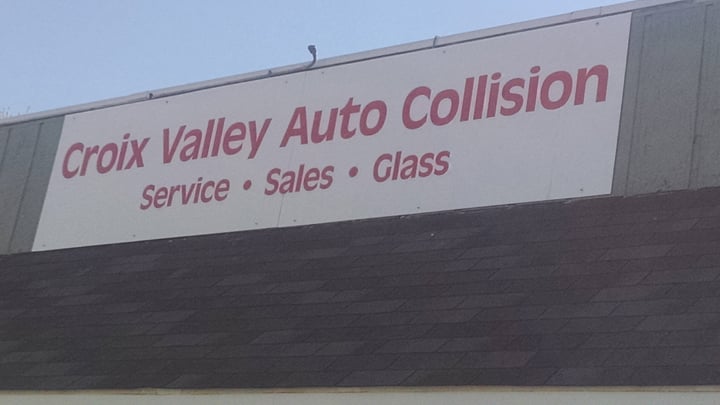 Croix Valley Auto Collision
Service • Sales • Glass